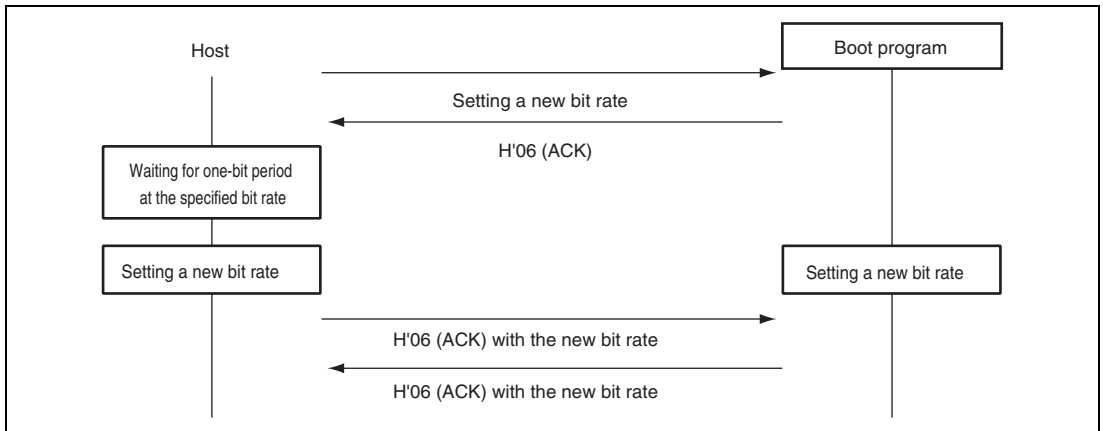 Host
Boot program
Setting a new bit rate
H'06 (ACK)
Waiting for one-bit period
at the specified bit rate
Setting a new bit rate
Setting a new bit rate
H'06 (ACK) with the new bit rate
H'06 (ACK) with the new bit rate